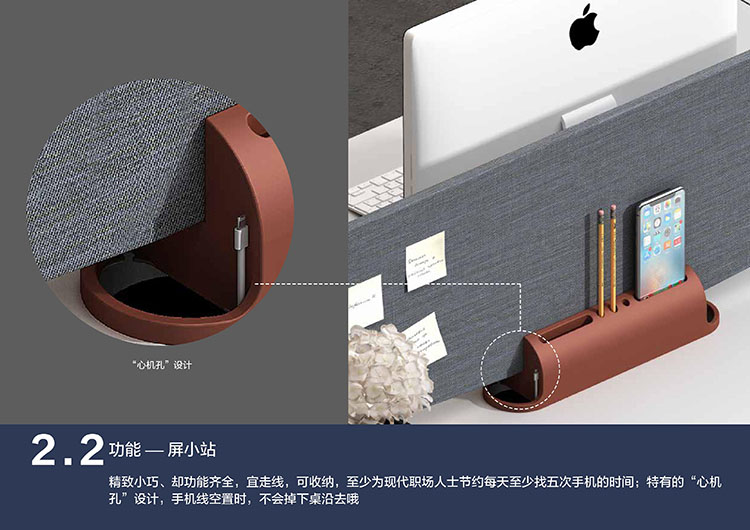 “心机孔”设计
2.2 功能 — 屏小站
精致小巧、却功能齐全，宜走线，可收纳，至少为现代职场人士节约每天至少找五次手机的时间；特有的“心机
孔”设计，手机线空置时，不会掉下桌沿去哦